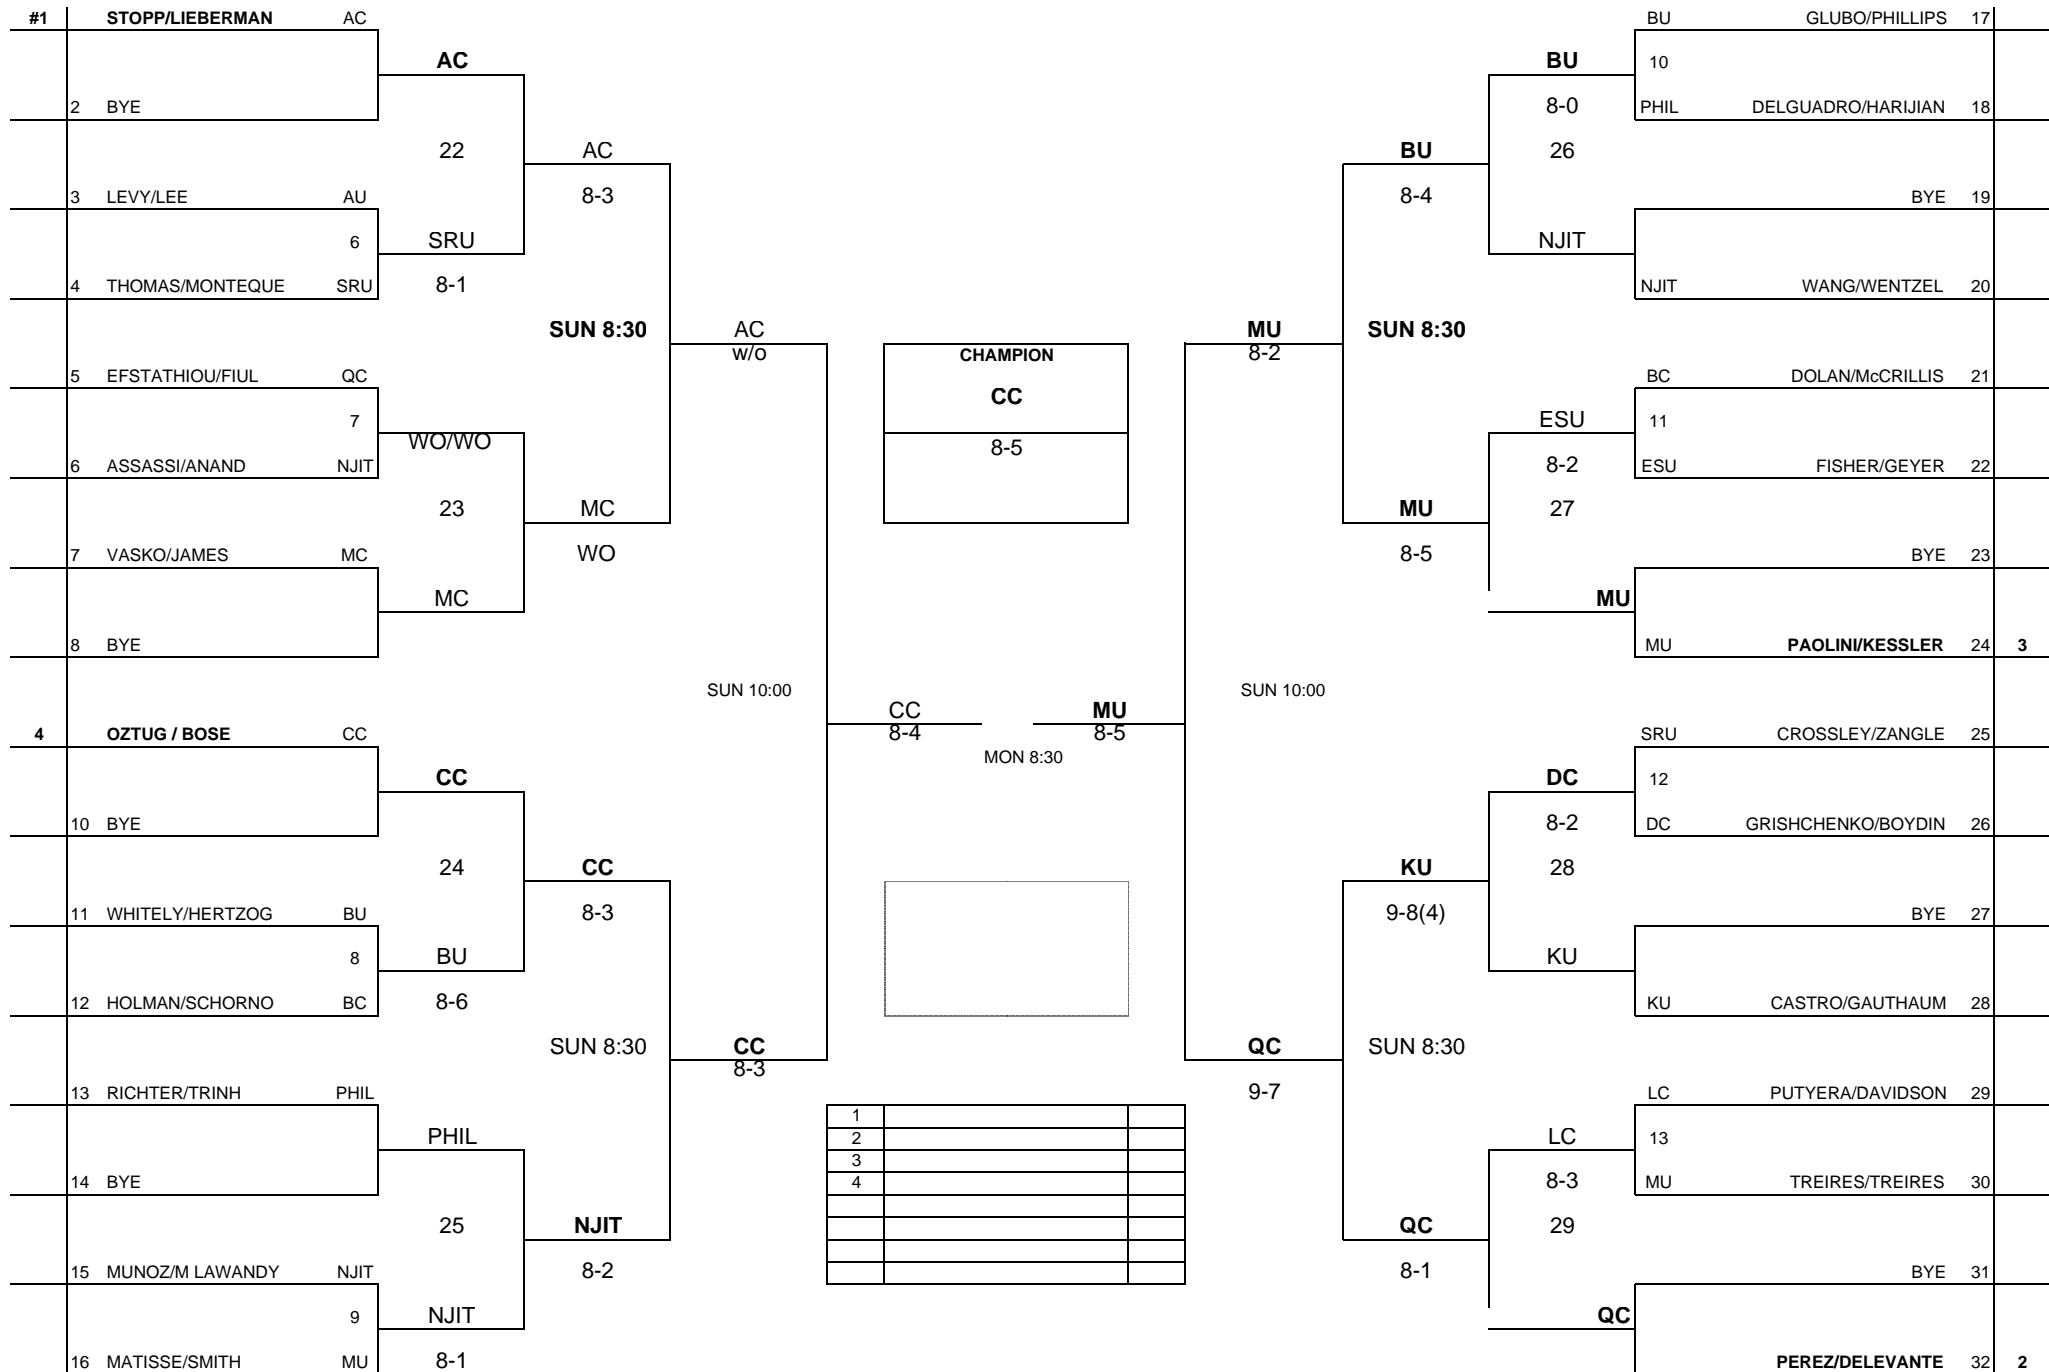 #1 STOPP/LIEBERMAN AC BU GLUBO/PHILLIPS 17
AC BU 10
2 BYE 8-0 PHIL DELGUADRO/HARIJIAN 18
22 AC BU 26
3 LEVY/LEE AU 8-3 8-4 BYE 19
6 SRU NJIT
4 THOMAS/MONTEQUE SRU 8-1 NJIT WANG/WENTZEL 20
SUN 8:30 AC MU SUN 8:30
w/o CHAMPION 8-2
5 EFSTATHIOU/FIUL QC CC BC DOLAN/McCRILLIS 21
7 ESU 11
WO/WO 8-5
6 ASSASSI/ANAND NJIT 8-2 ESU FISHER/GEYER 22
23 MC MU 27
7 VASKO/JAMES MC WO 8-5 BYE 23
MC MU
8 BYE MU PAOLINI/KESSLER 24 3
SUN 10:00 SUN 10:00
CC MU
4 OZTUG / BOSE CC 8-4 8-5 SRU CROSSLEY/ZANGLE 25
MON 8:30
CC DC 12
10 BYE 8-2 DC GRISHCHENKO/BOYDIN 26
24 CC KU 28
11 WHITELY/HERTZOG BU 8-3 9-8(4) BYE 27
8 BU KU
12 HOLMAN/SCHORNO BC 8-6 KU CASTRO/GAUTHAUM 28
SUN 8:30 CC QC SUN 8:30
8-3
13 RICHTER/TRINH PHIL 9-7 LC PUTYERA/DAVIDSON 29
1
PHIL 2 LC 13
3
14 BYE 4 8-3 MU TREIRES/TREIRES 30
25 NJIT QC 29
15 MUNOZ/M LAWANDY NJIT 8-2 8-1 BYE 31
9 NJIT QC
16 MATISSE/SMITH MU 8-1 PEREZ/DELEVANTE 32 2